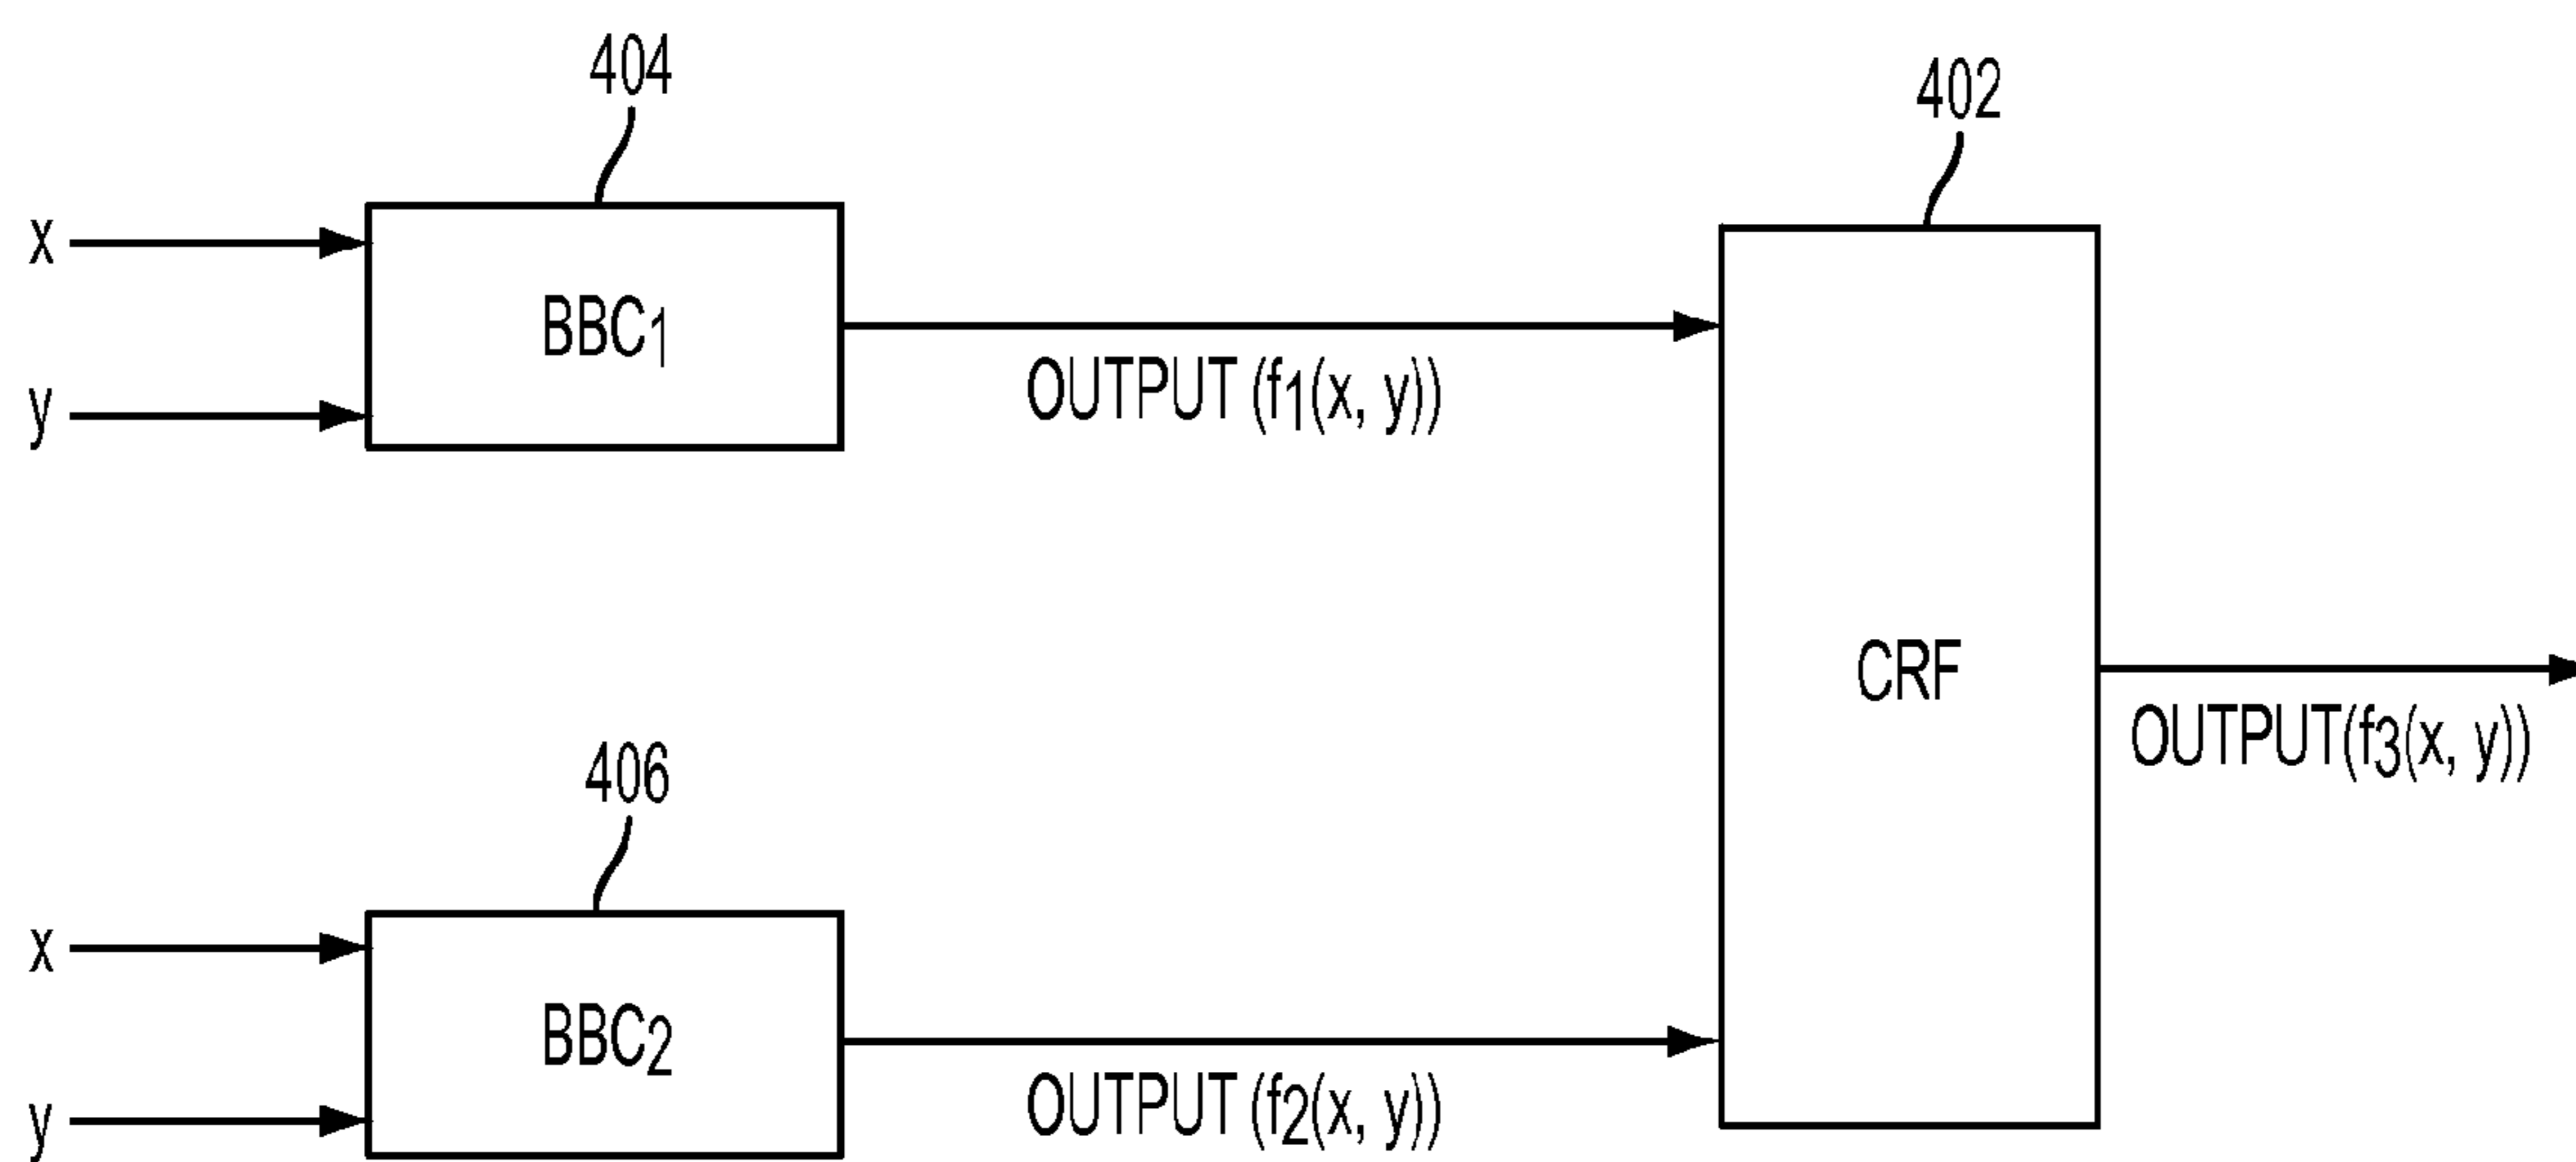 404
402
x
BBC1
y
OUTPUT (f1(x, y))
CRF
OUTPUT(f3(x, y))
406
x
BBC2
y
OUTPUT (f2(x, y))